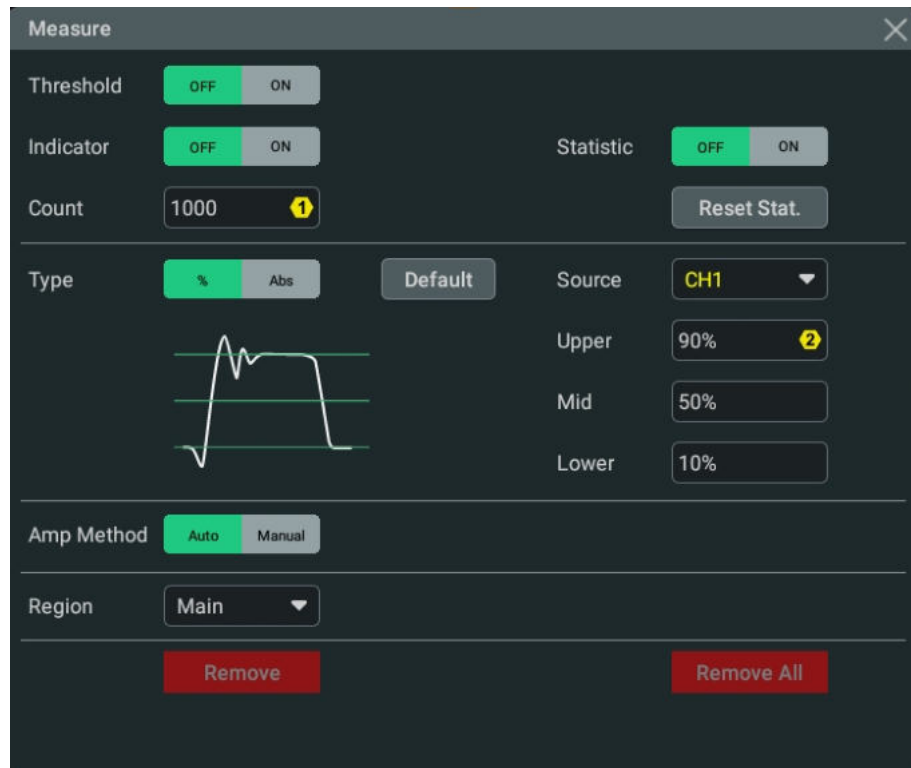 Measure
Threshold OFF ON
Indicator OFF ON Statistic OFF ON
Count 1000 1 Reset Stat.
Type % Abs Default Source CH1
Upper 90% 2
Mid 50%
Lower 10%
Amp Method Auto Manual
Region Main
Remove Remove All